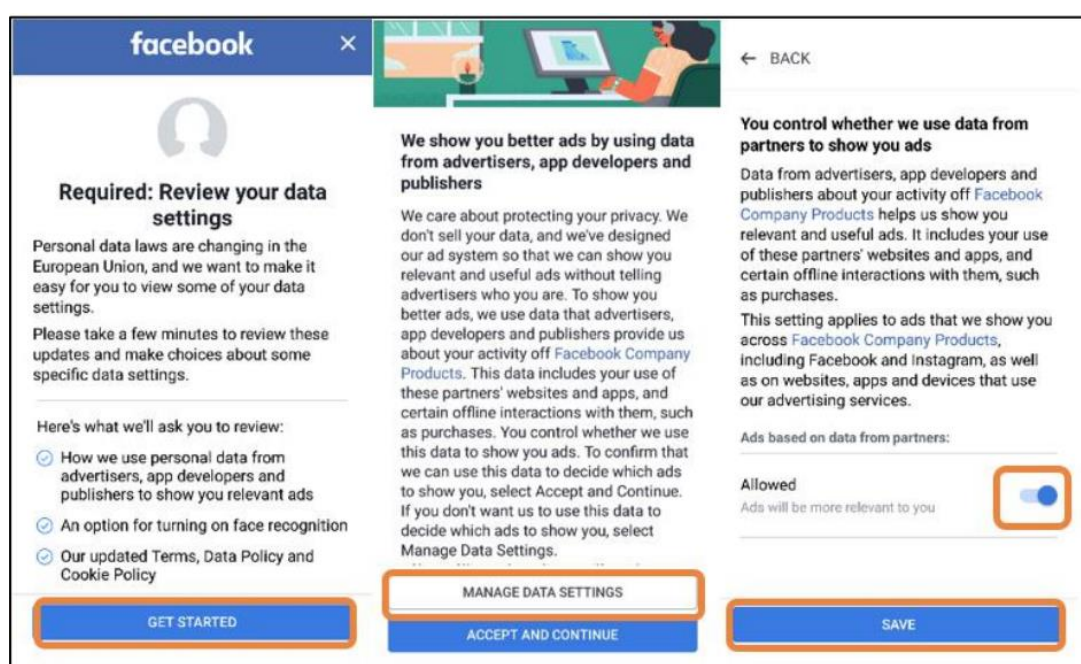 facebook ×
Required: Review your data
settings
Personal data laws are changing in the
European Union, and we want to make it
easy for you to view some of your data
settings.
Please take a few minutes to review these
updates and make choices about some
specific data settings.
Here's what we'll ask you to review:
How we use personal data from
advertisers, app developers and
publishers to show you relevant ads
An option for turning on face recognition
Our updated Terms, Data Policy and
Cookie Policy
GET STARTED
We show you better ads by using data
from advertisers, app developers and
publishers
We care about protecting your privacy. We
don't sell your data, and we've designed
our ad system so that we can show you
relevant and useful ads without telling
advertisers who you are. To show you
better ads, we use data that advertisers,
app developers and publishers provide us
about your activity off Facebook Company
Products. This data includes your use of
these partners' websites and apps, and
certain offline interactions with them, such
as purchases. You control whether we use
this data to show you ads. To confirm that
we can use this data to decide which ads
to show you, select Accept and Continue.
If you don't want us to use this data to
decide which ads to show you, select
Manage Data Settings.
MANAGE DATA SETTINGS
ACCEPT AND CONTINUE
← BACK
You control whether we use data from
partners to show you ads
Data from advertisers, app developers and
publishers about your activity off Facebook
Company Products helps us show you
relevant and useful ads. It includes your use
of these partners' websites and apps, and
certain offline interactions with them, such
as purchases.
This setting applies to ads that we show you
across Facebook Company Products,
including Facebook and Instagram, as well
as on websites, apps and devices that use
our advertising services.
Ads based on data from partners:
Allowed
Ads will be more relevant to you
SAVE